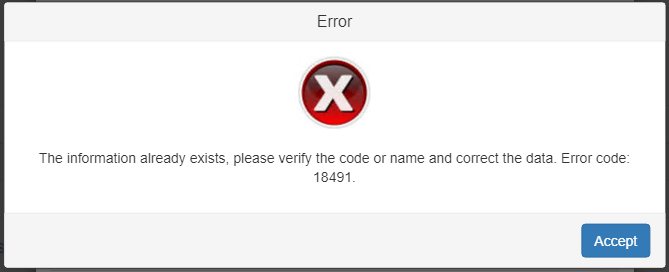 Error
The information already exists, please verify the code or name and correct the data. Error code:
18491.
Accept